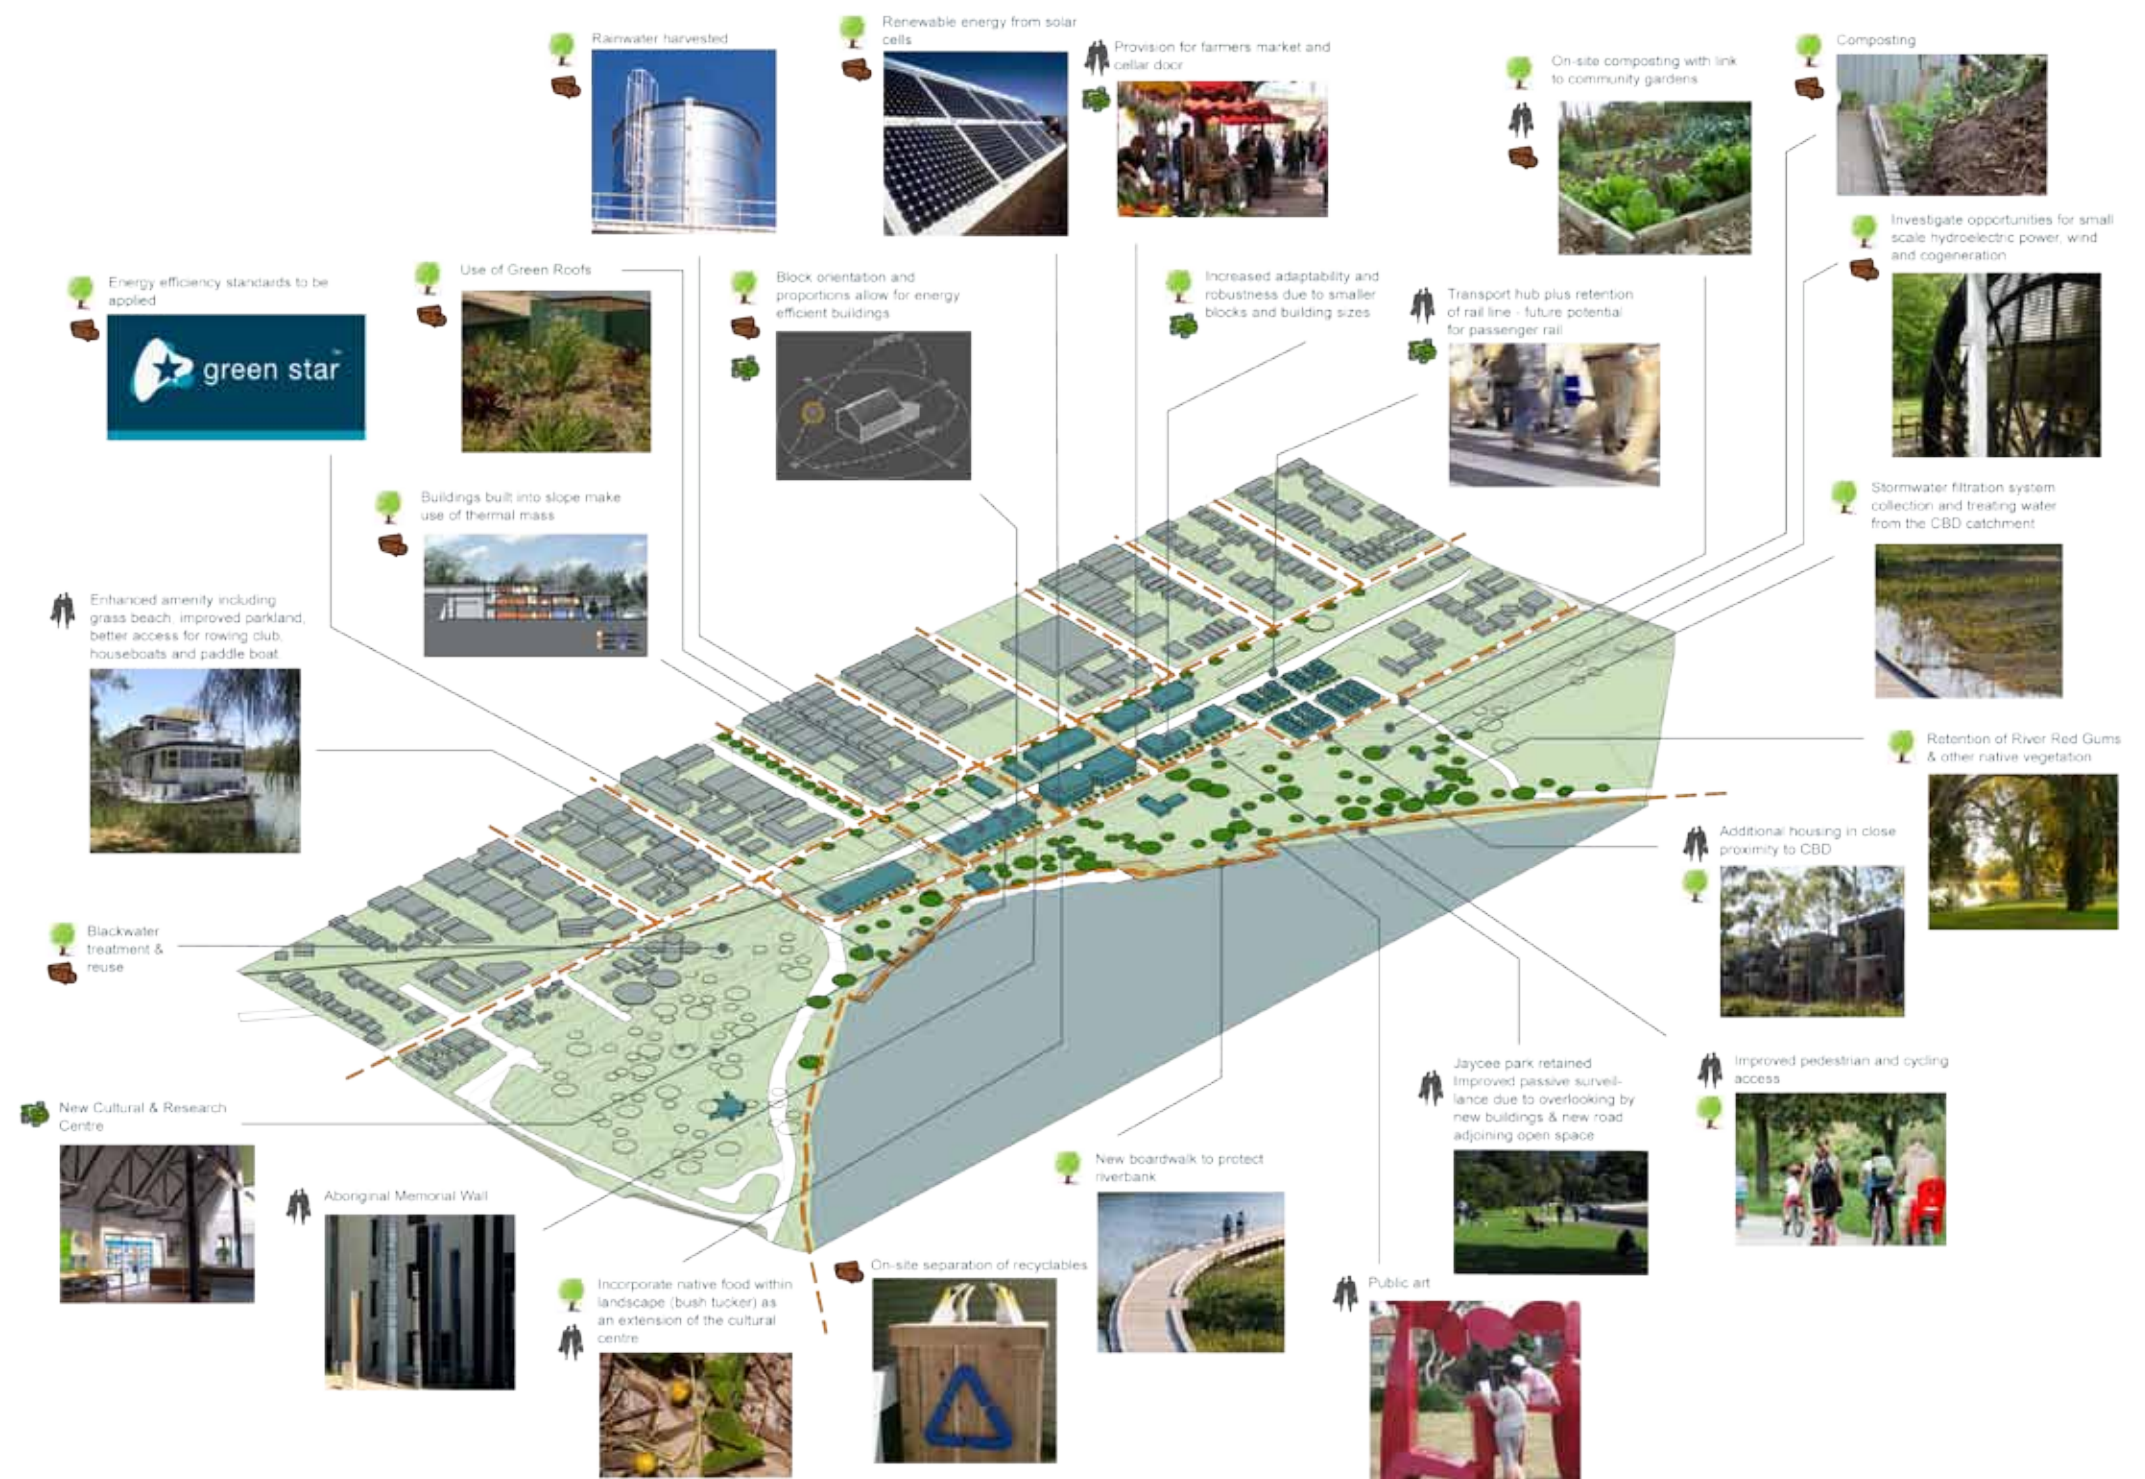 Rainwater harvested
Renewable energy from solar
cells
Provision for farmers market and
cellar door
On-site composting with link
to community gardens
Composting
Investigate opportunities for small
scale hydroelectric power, wind
and cogeneration
Energy efficiency standards to be
applied
green star
Use of Green Roofs
Block orientation and
proportions allow for energy
efficient buildings
Increased adaptability and
robustness due to smaller
blocks and building sizes
Transport hub plus retention
of rail line - future potential
for passenger rail
Buildings built into slope make
use of thermal mass
Stormwater filtration system
collection and treating water
from the CBD catchment
Enhanced amenity including
grass beach, improved parkland,
better access for rowing club,
houseboats and paddle boat
Retention of River Red Gums
& other native vegetation
Additional housing in close
proximity to CBD
Blackwater
treatment &
reuse
New Cultural & Research
Centre
Aboriginal Memorial Wall
Incorporate native food within
landscape (bush tucker) as
an extension of the cultural
centre
On-site separation of recyclables
New boardwalk to protect
riverbank
Public art
Jaycee park retained
Improved passive surveil-
lance due to overlooking by
new buildings & new road
adjoining open space
Improved pedestrian and cycling
access